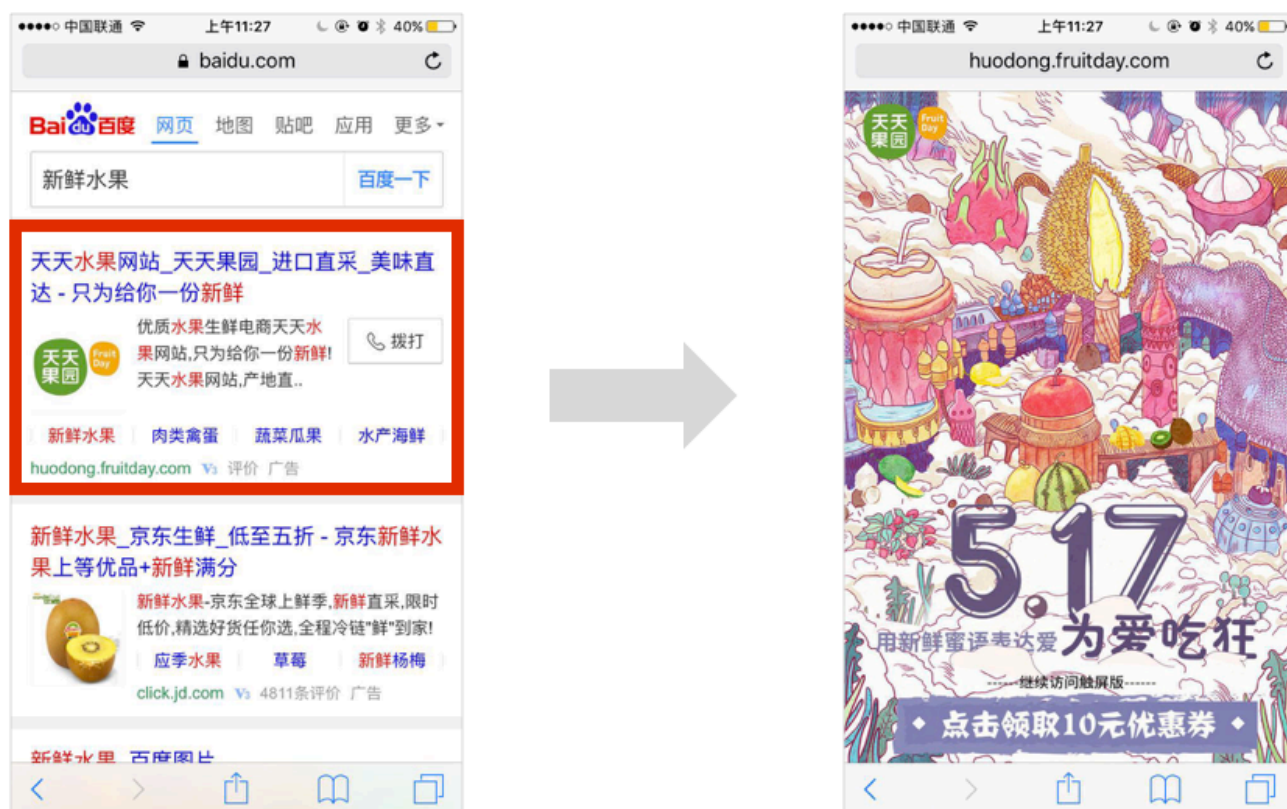 中国联通 上午11:27 40%
baidu.com
Bai du 百度 网页 地图 贴吧 应用 更多
新鲜水果 百度一下
天天水果网站_天天果园_进口直采_美味直
达 - 只为给你一份新鲜
天天
果园
Fruit
Day
优质水果生鲜电商天天水
果网站,只为给你一份新鲜!
天天水果网站,产地直..
拨打
新鲜水果 肉类禽蛋 蔬菜瓜果 水产海鲜
huodong.fruitday.com V3 评价 广告
新鲜水果_京东生鲜_低至五折 - 京东新鲜水
果上等优品+新鲜满分
新鲜水果-京东全球上鲜季,新鲜直采,限时
低价,精选好货任你选,全程冷链"鲜"到家!
应季水果 草莓 新鲜杨梅
click.jd.com V3 4811条评价 广告
新鲜水果_百度图片
中国联通 上午11:27 40%
huodong.fruitday.com
天天
果园
Fruit
Day
5.17
用新鲜蜜语表达爱 为爱吃狂
------继续访问触屏版------
点击领取10元优惠券